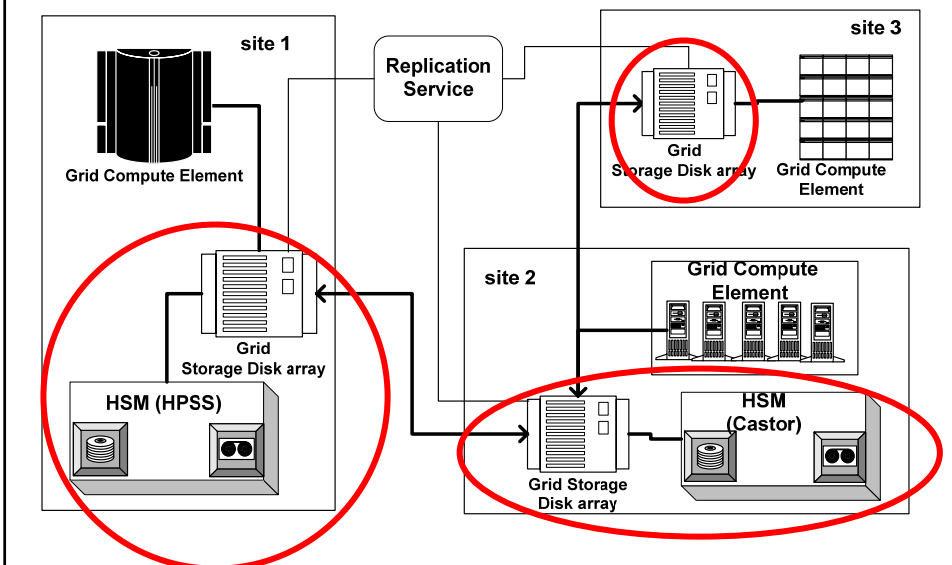 site 1
Grid Compute Element
Grid
Storage Disk array
HSM (HPSS)
Replication
Service
site 3
Grid
Storage Disk array
Grid Compute
Element
site 2
Grid Compute
Element
Grid Storage
Disk array
HSM
(Castor)